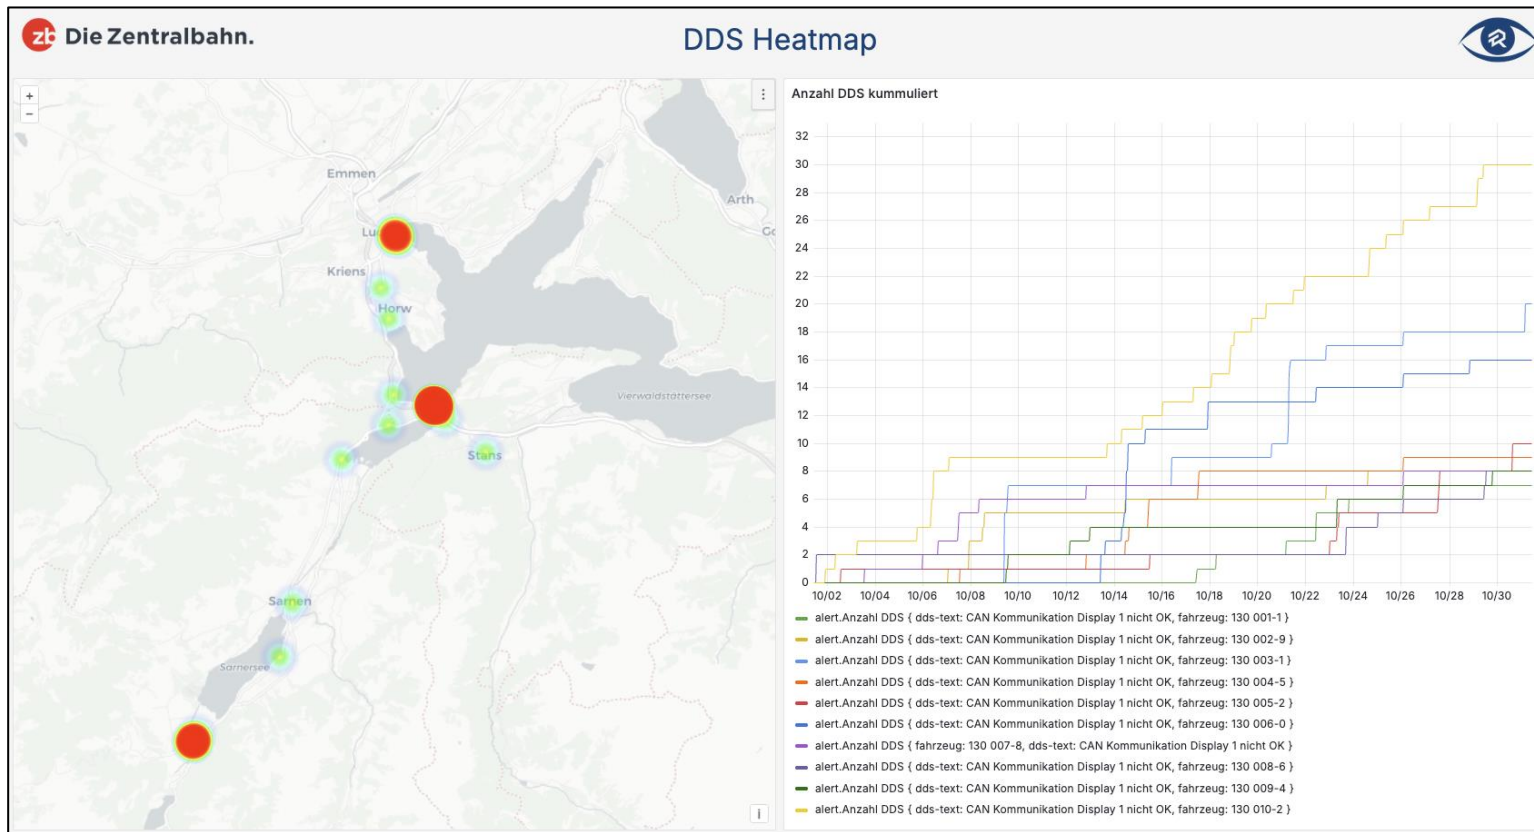 zb Die Zentralbahn.
DDS Heatmap
+
−
Emmen
Arth
Kriens
Horw
Vierwaldstättersee
Stans
Sarnen
Sarnersee
i
Anzahl DDS kummuliert
32
30
28
26
24
22
20
18
16
14
12
10
8
6
4
2
0
10/02 10/04 10/06 10/08 10/10 10/12 10/14 10/16 10/18 10/20 10/22 10/24 10/26 10/28 10/30
alert.Anzahl DDS { dds-text: CAN Kommunikation Display 1 nicht OK, fahrzeug: 130 001-1 }
alert.Anzahl DDS { dds-text: CAN Kommunikation Display 1 nicht OK, fahrzeug: 130 002-9 }
alert.Anzahl DDS { dds-text: CAN Kommunikation Display 1 nicht OK, fahrzeug: 130 003-1 }
alert.Anzahl DDS { dds-text: CAN Kommunikation Display 1 nicht OK, fahrzeug: 130 004-5 }
alert.Anzahl DDS { dds-text: CAN Kommunikation Display 1 nicht OK, fahrzeug: 130 005-2 }
alert.Anzahl DDS { dds-text: CAN Kommunikation Display 1 nicht OK, fahrzeug: 130 006-0 }
alert.Anzahl DDS { fahrzeug: 130 007-8, dds-text: CAN Kommunikation Display 1 nicht OK }
alert.Anzahl DDS { dds-text: CAN Kommunikation Display 1 nicht OK, fahrzeug: 130 008-6 }
alert.Anzahl DDS { dds-text: CAN Kommunikation Display 1 nicht OK, fahrzeug: 130 009-4 }
alert.Anzahl DDS { dds-text: CAN Kommunikation Display 1 nicht OK, fahrzeug: 130 010-2 }